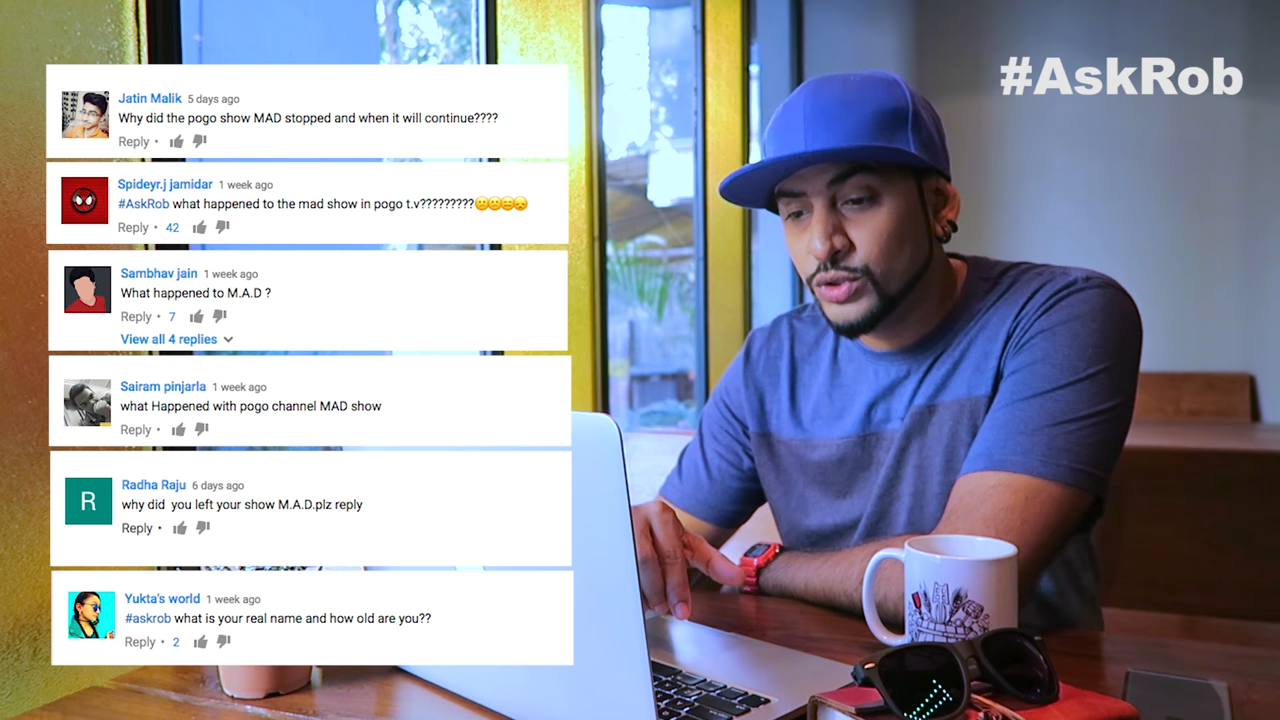 #AskRob
Jatin Malik 5 days ago
Why did the pogo show MAD stopped and when it will continue????
Reply •
Spideyr.j jamidar 1 week ago
#AskRob what happened to the mad show in pogo t.v?????????😕😕😑😞
Reply • 42
Sambhav jain 1 week ago
What happened to M.A.D ?
Reply • 7
View all 4 replies
Sairam pinjarla 1 week ago
what Happened with pogo channel MAD show
Reply •
R
Radha Raju 6 days ago
why did  you left your show M.A.D.plz reply
Reply •
Yukta's world 1 week ago
#askrob what is your real name and how old are you??
Reply • 2